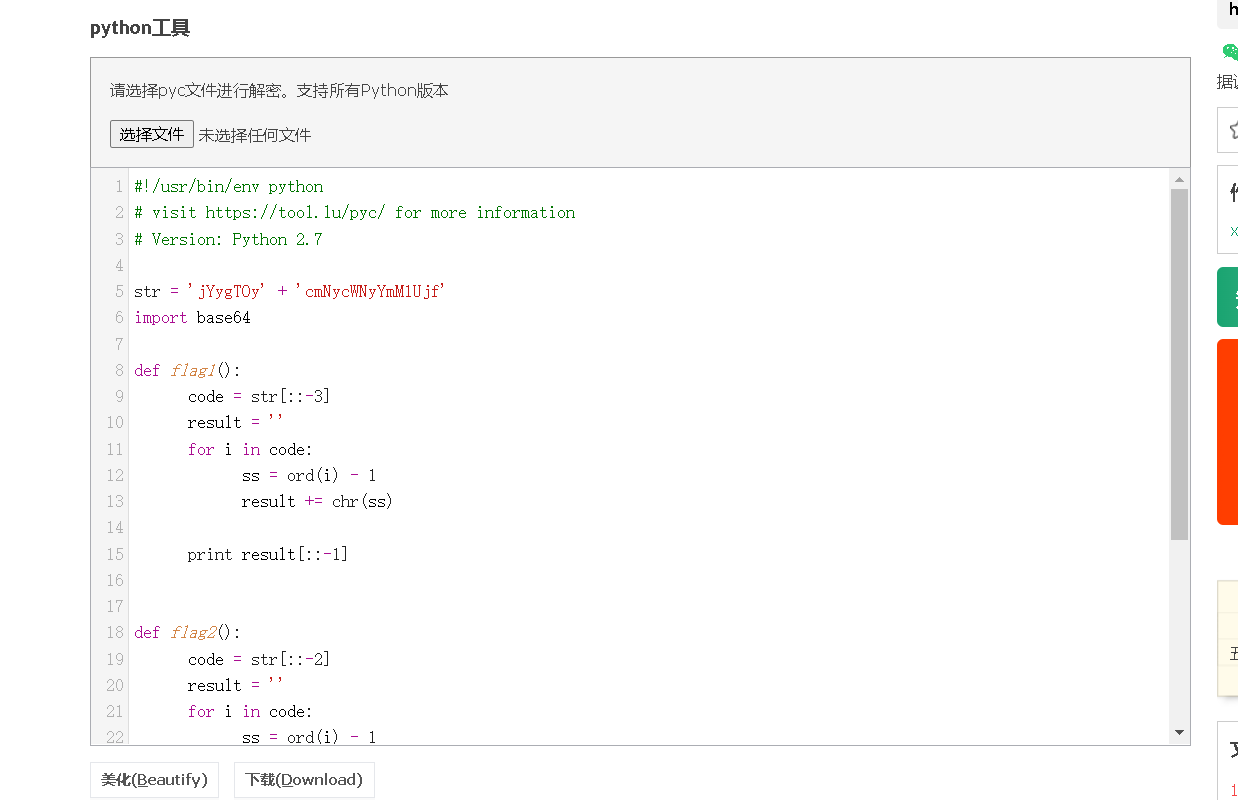 python工具
请选择pyc文件进行解密。支持所有Python版本
选择文件 未选择任何文件
1 #!/usr/bin/env python
2 # visit https://tool.lu/pyc/ for more information
3 # Version: Python 2.7
4
5 str = 'jYygTOy' + 'cmNycWNyYmM1Ujf'
6 import base64
7
8 def flag1():
9 code = str[::-3]
10 result = ''
11 for i in code:
12 ss = ord(i) - 1
13 result += chr(ss)
14
15 print result[::-1]
16
17
18 def flag2():
19 code = str[::-2]
20 result = ''
21 for i in code:
22 ss = ord(i) - 1
美化(Beautify) 下载(Download)
h
据
x
五
1